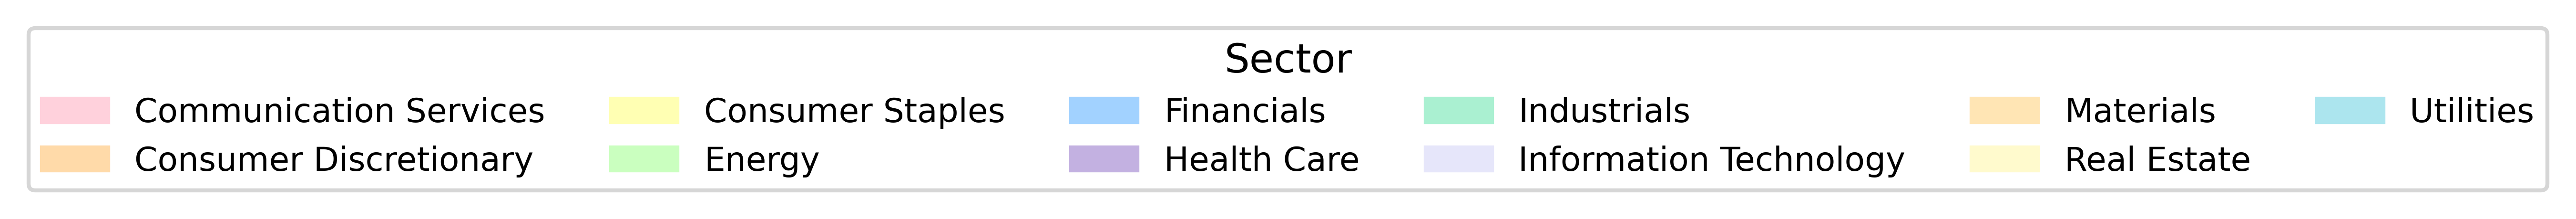 Sector
Communication Services
Consumer Discretionary
Consumer Staples
Energy
Financials
Health Care
Industrials
Information Technology
Materials
Real Estate
Utilities